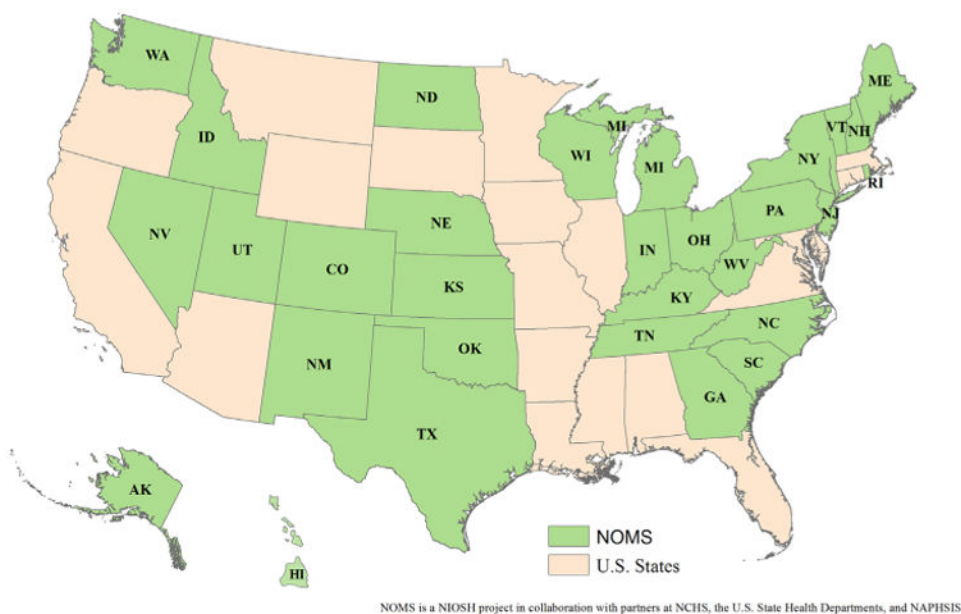 WA
ND
ME
MI
VT
NH
ID
WI
MI
NY
RI
NE
PA
NJ
NV
UT
IN
OH
CO
WV
KS
KY
NC
TN
OK
NM
SC
GA
TX
AK
HI
NOMS
U.S. States
NOMS is a NIOSH project in collaboration with partners at NCHS, the U.S. State Health Departments, and NAPHSIS